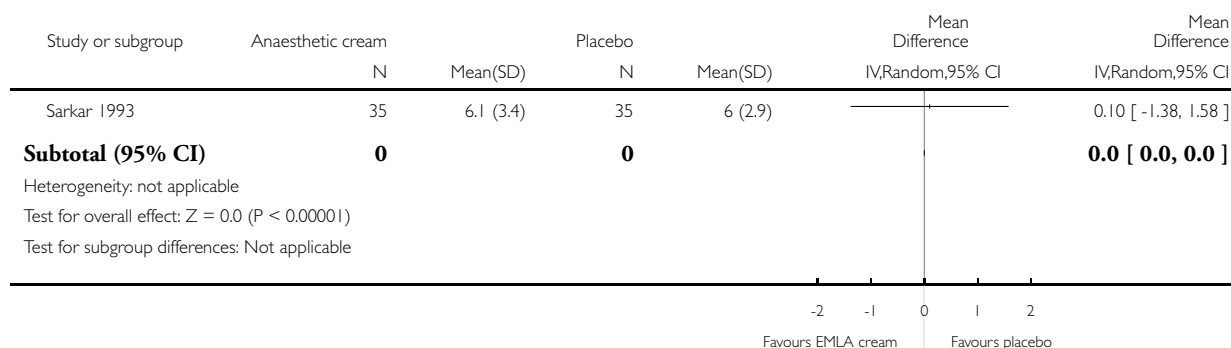 Study or subgroup Anaesthetic cream Placebo Mean Difference Mean Difference
N Mean(SD) N Mean(SD) IV,Random,95% CI IV,Random,95% CI
Sarkar 1993 35 6.1 (3.4) 35 6 (2.9) 0.10 [ -1.38, 1.58 ]
Subtotal (95% CI) 0 0 0.0 [ 0.0, 0.0 ]
Heterogeneity: not applicable
Test for overall effect: Z = 0.0 (P < 0.00001)
Test for subgroup differences: Not applicable
-2 -1 0 1 2
Favours EMLA cream Favours placebo